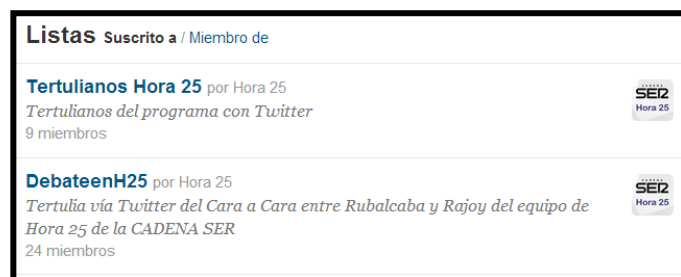 Listas Suscrito a / Miembro de
Tertulianos Hora 25 por Hora 25
Tertulianos del programa con Twitter
9 miembros
SER
Hora 25
DebateenH25 por Hora 25
Tertulia vía Twitter del Cara a Cara entre Rubalcaba y Rajoy del equipo de
Hora 25 de la CADENA SER
24 miembros
SER
Hora 25